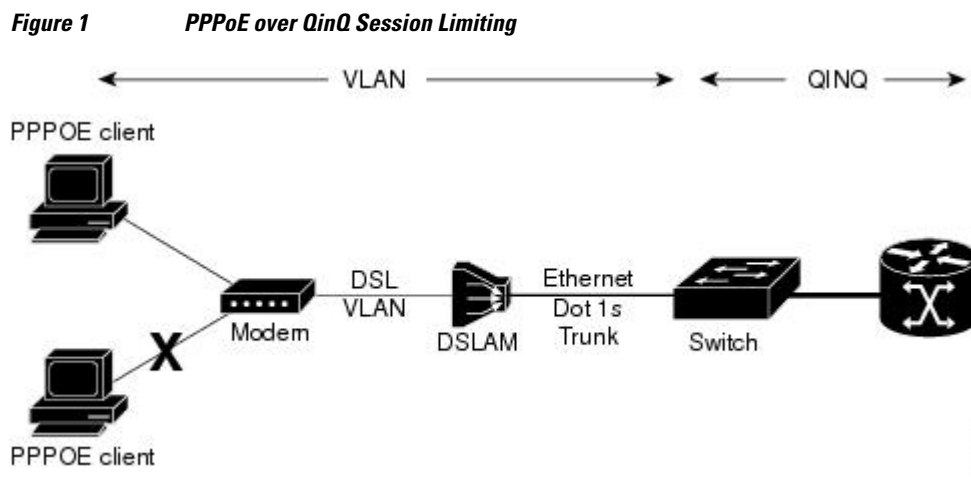 Figure 1 PPPoE over QinQ Session Limiting
VLAN
QINQ
PPPOE client
DSL
VLAN
Modem
DSLAM
Ethernet
Dot 1s
Trunk
Switch
X
PPPOE client